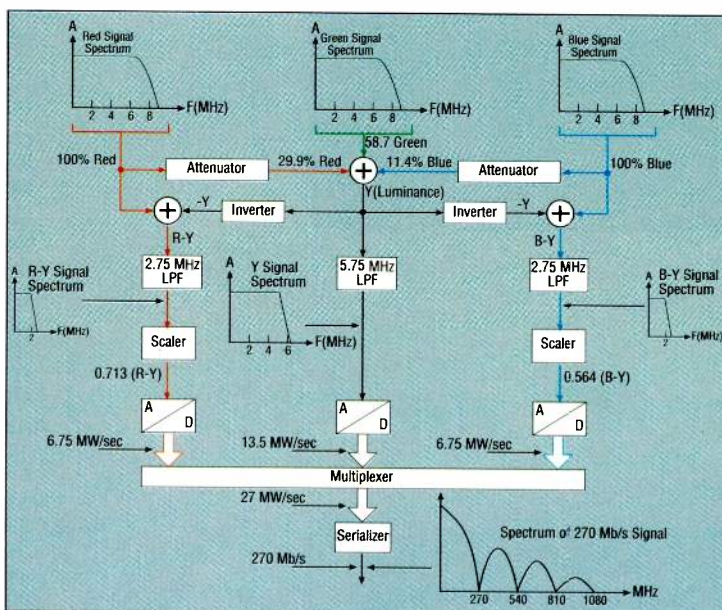 A
Red Signal
Spectrum
2 4 6 8
F(MHz)
A
Green Signal
Spectrum
2 4 6 8
F(MHz)
A
Blue Signal
Spectrum
2 4 6 8
F(MHz)
58.7 Green
100% Red
Attenuator
29.9% Red
+
11.4% Blue
Attenuator
100% Blue
Y(Luminance)
+
-Y
Inverter
Inverter
-Y
+
R-Y
B-Y
2.75 MHz
LPF
5.75 MHz
LPF
2.75 MHz
LPF
A
R-Y Signal
Spectrum
2
F(MHz)
A
Y Signal
Spectrum
2 4 6
F(MHz)
B-Y Signal
Spectrum
A
2
F(MHz)
Scaler
Scaler
0.713 (R-Y)
0.564 (B-Y)
A
D
A
D
A
D
6.75 MW/sec
13.5 MW/sec
6.75 MW/sec
Multiplexer
27 MW/sec
Serializer
270 Mb/s
A
Spectrum of 270 Mb/s Signal
270 540 810 1080
MHz